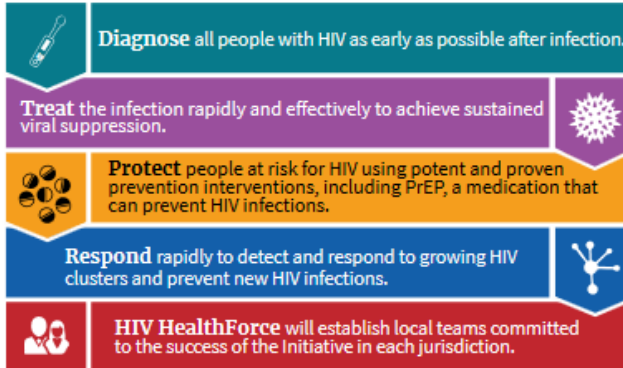 Diagnose all people with HIV as early as possible after infection.
Treat the infection rapidly and effectively to achieve sustained
viral suppression.
Protect people at risk for HIV using potent and proven
prevention interventions, including PrEP, a medication that
can prevent HIV infections.
Respond rapidly to detect and respond to growing HIV
clusters and prevent new HIV infections.
HIV HealthForce will establish local teams committed
to the success of the Initiative in each jurisdiction.